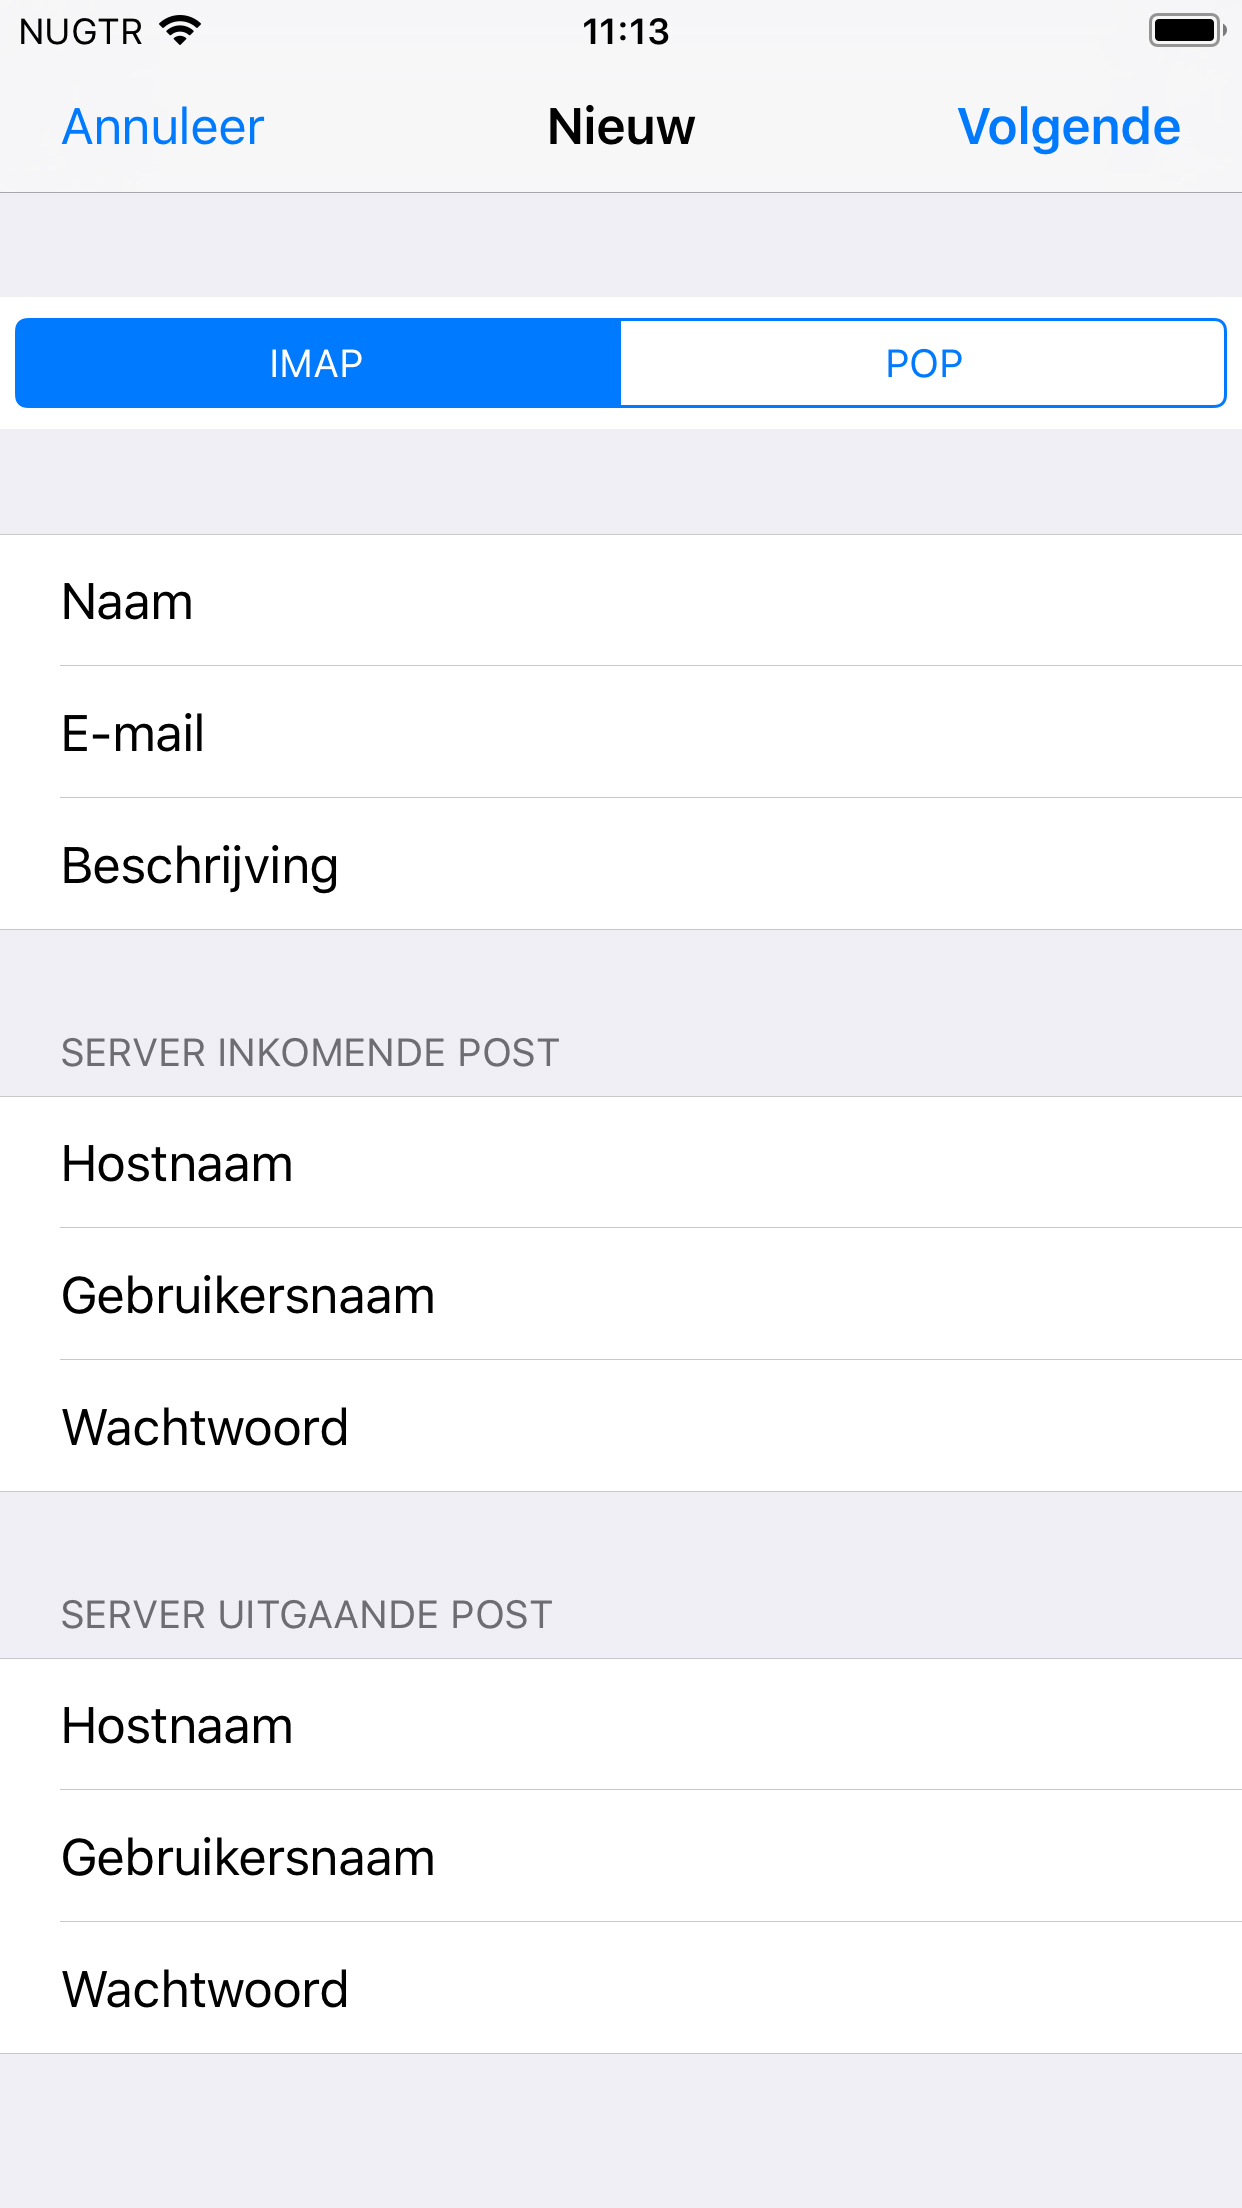 NUGTR 11:13
Annuleer Nieuw Volgende
IMAP POP
Naam
E-mail
Beschrijving
SERVER INKOMENDE POST
Hostnaam
Gebruikersnaam
Wachtwoord
SERVER UITGAANDE POST
Hostnaam
Gebruikersnaam
Wachtwoord